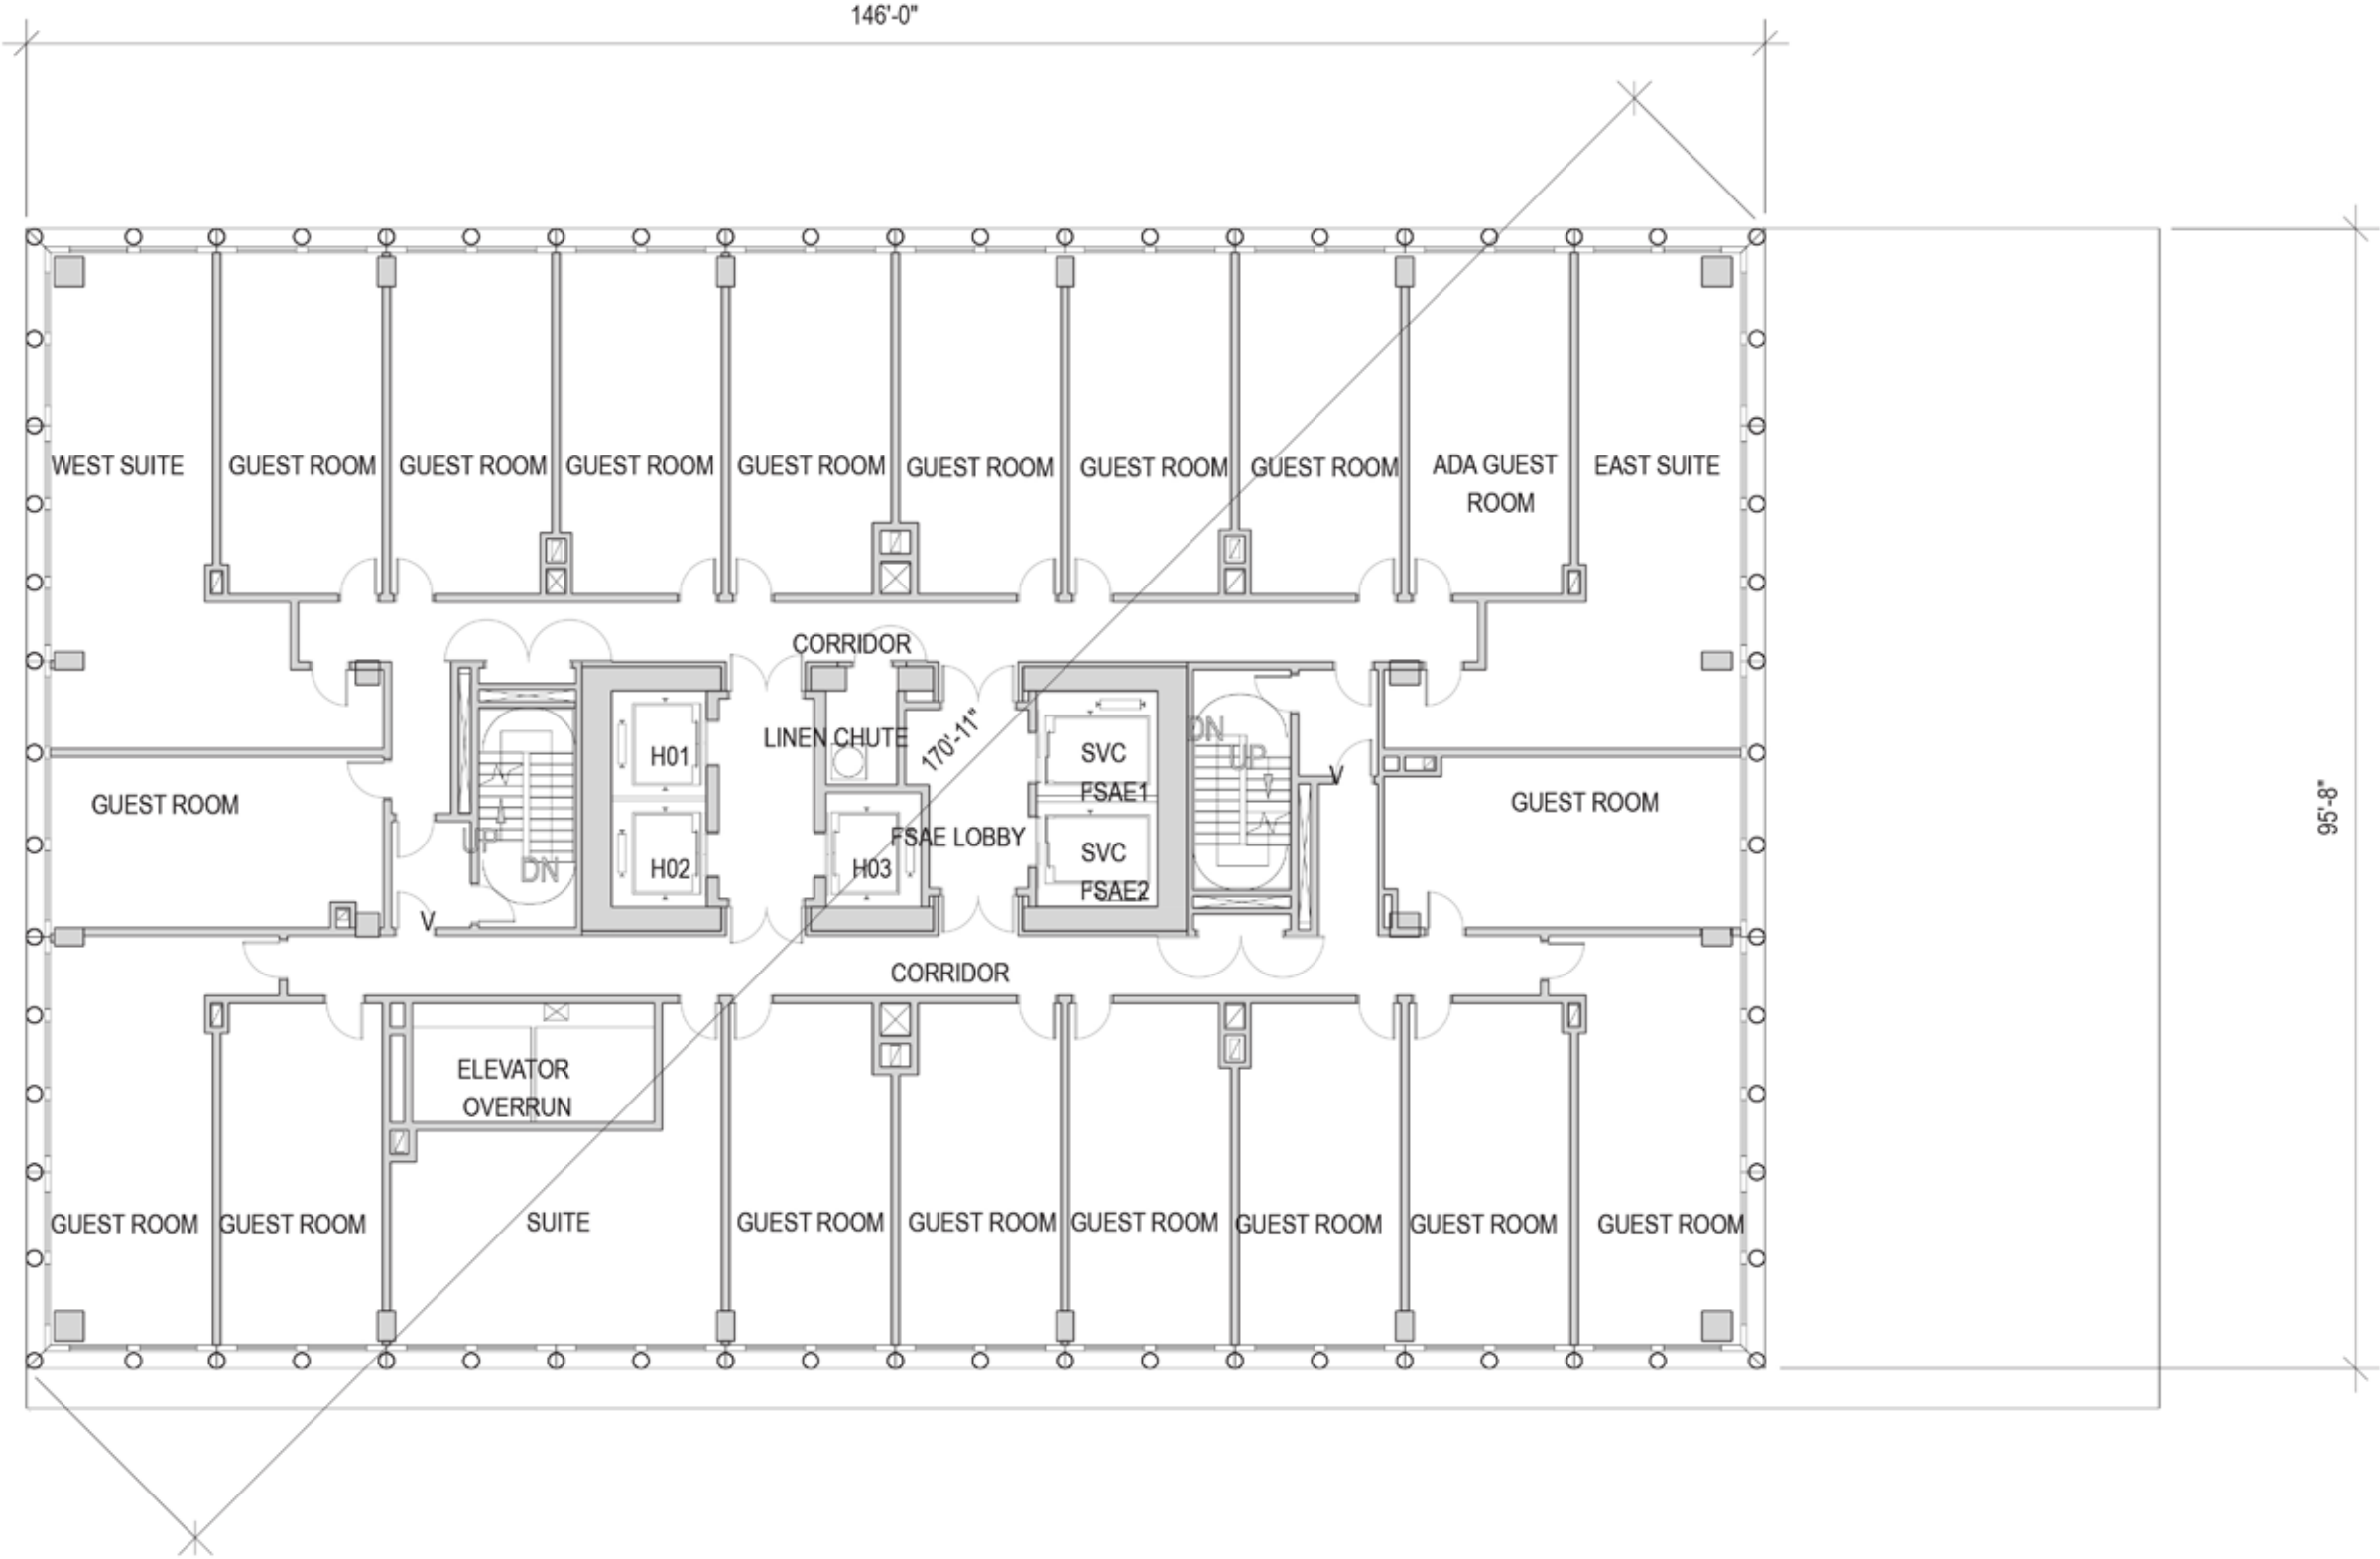 146'-0"
WEST SUITE
GUEST ROOM
GUEST ROOM
GUEST ROOM
GUEST ROOM
GUEST ROOM
GUEST ROOM
GUEST ROOM
ADA GUEST
ROOM
EAST SUITE
CORRIDOR
LINEN CHUTE
170'-11"
H01
H02
H03
FSAE LOBBY
SVC
FSAE1
SVC
FSAE2
UP
DN
DN
UP
V
V
GUEST ROOM
GUEST ROOM
95'-8"
CORRIDOR
ELEVATOR
OVERRUN
GUEST ROOM
GUEST ROOM
SUITE
GUEST ROOM
GUEST ROOM
GUEST ROOM
GUEST ROOM
GUEST ROOM
GUEST ROOM